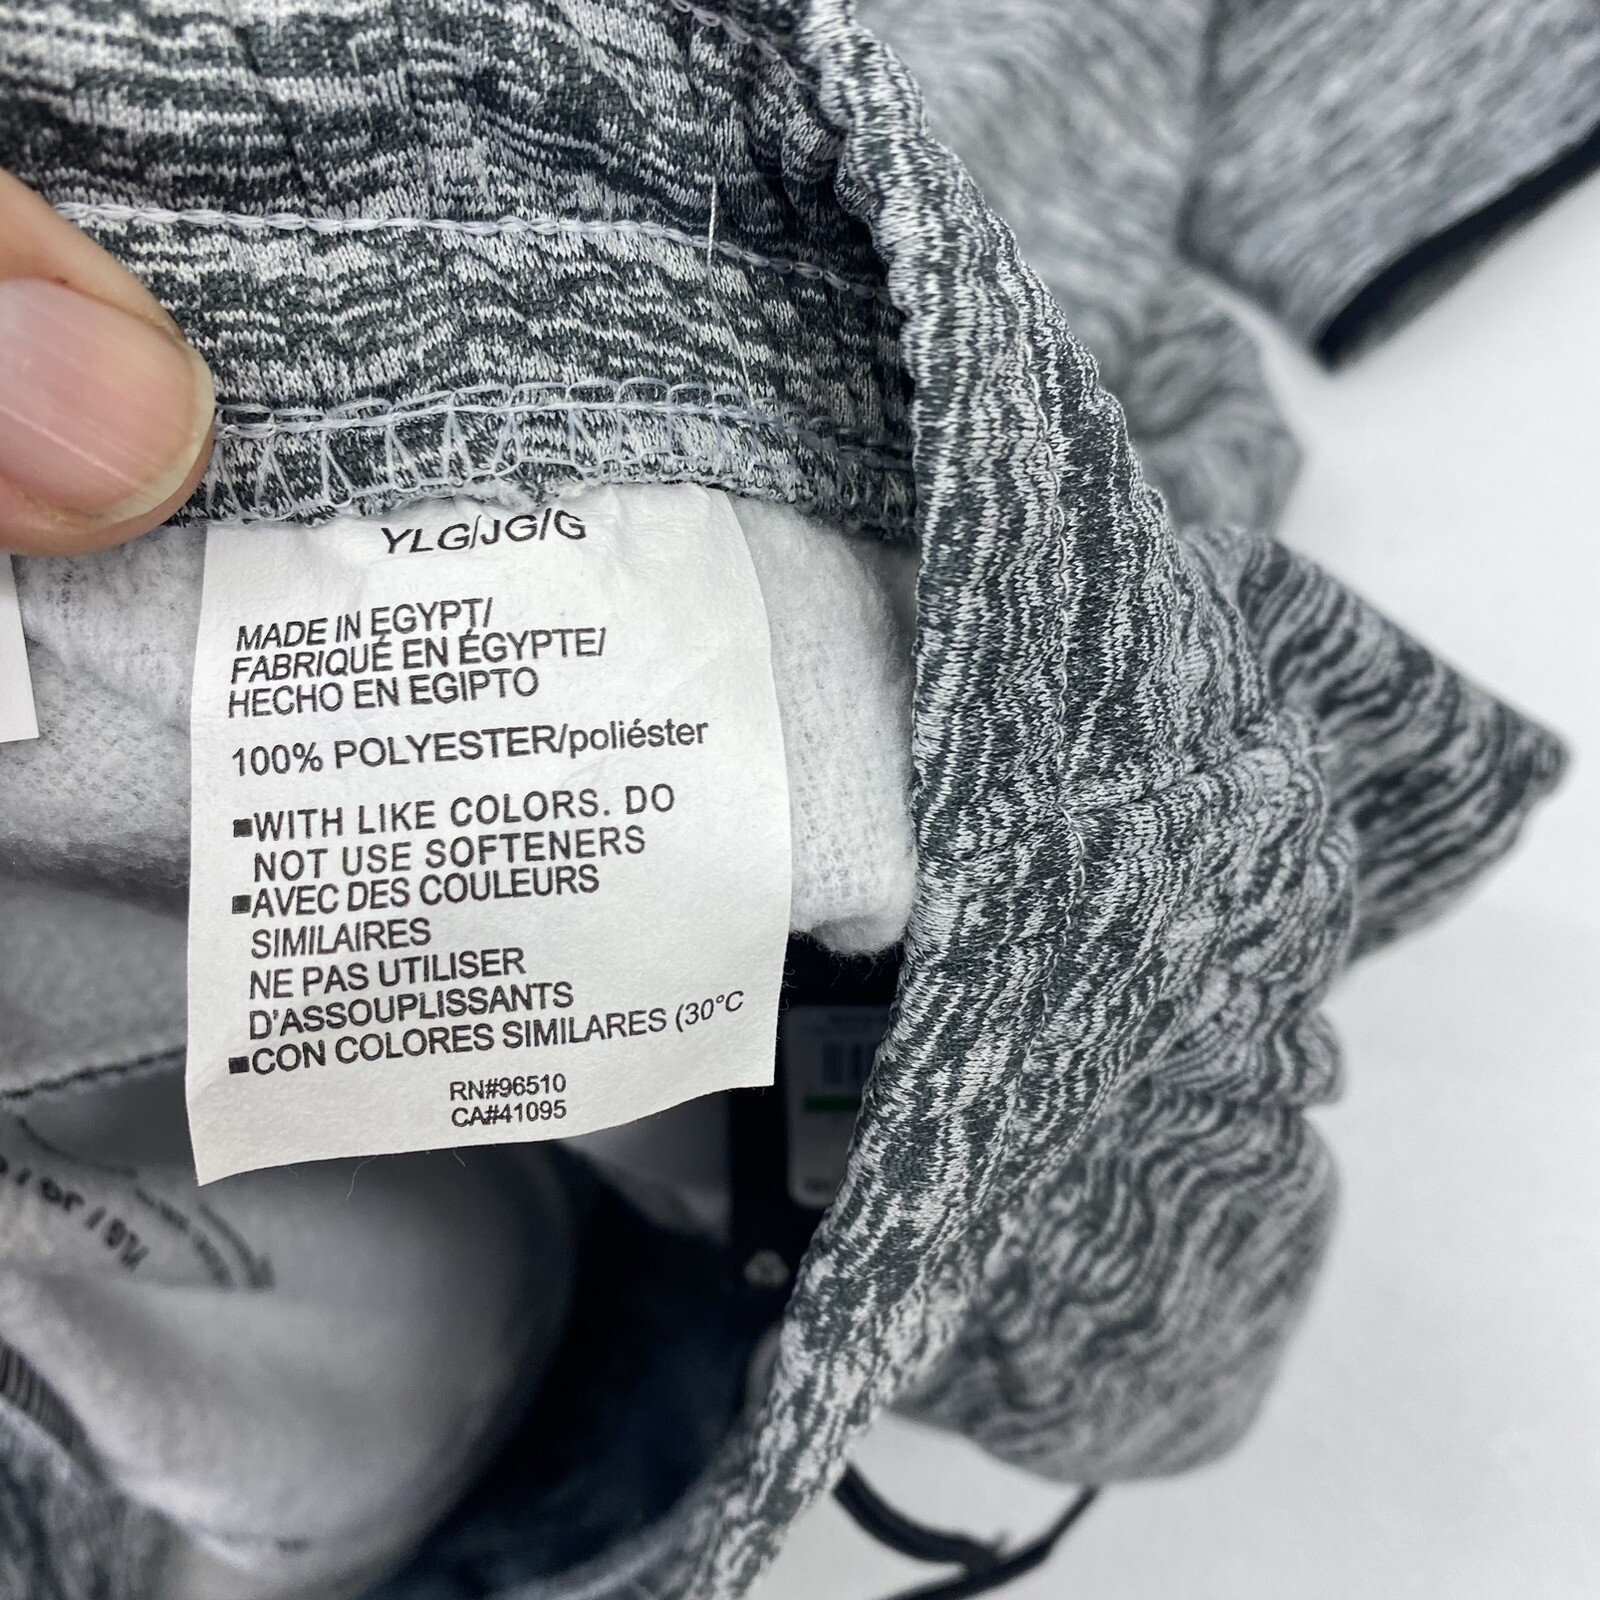 YLG/JG/G
MADE IN EGYPT/
FABRIQUÉ EN ÉGYPTE/
HECHO EN EGIPTO
100% POLYESTER/poliéster
■WITH LIKE COLORS. DO
NOT USE SOFTENERS
■AVEC DES COULEURS
SIMILAIRES
NE PAS UTILISER
D'ASSOUPLISSANTS
■CON COLORES SIMILARES (30°C
RN#96510
CA#41095